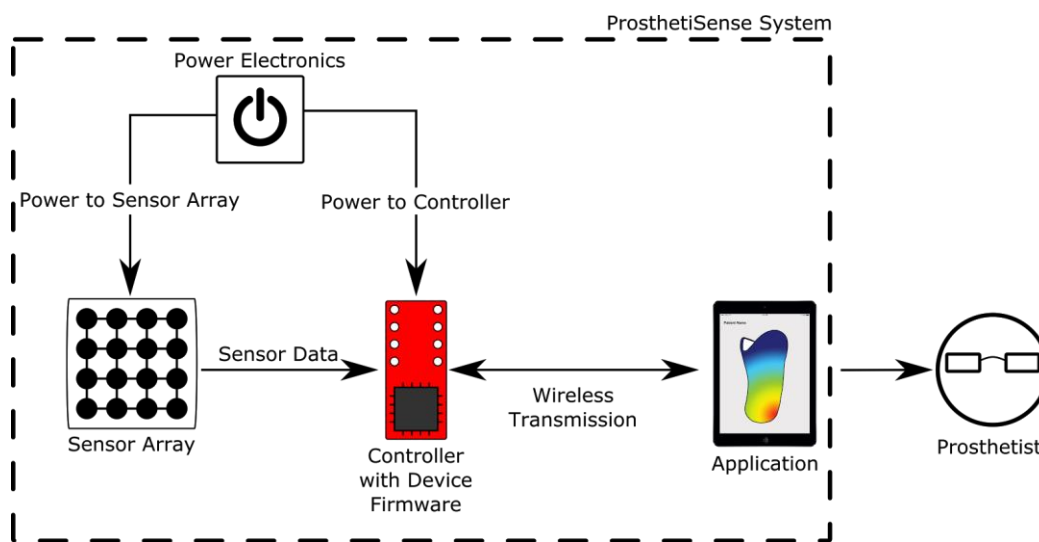 ProsthetiSense System
Power Electronics
Power to Sensor Array
Power to Controller
Sensor Data
Wireless
Transmission
Sensor Array
Controller
with Device
Firmware
Application
Prosthetist